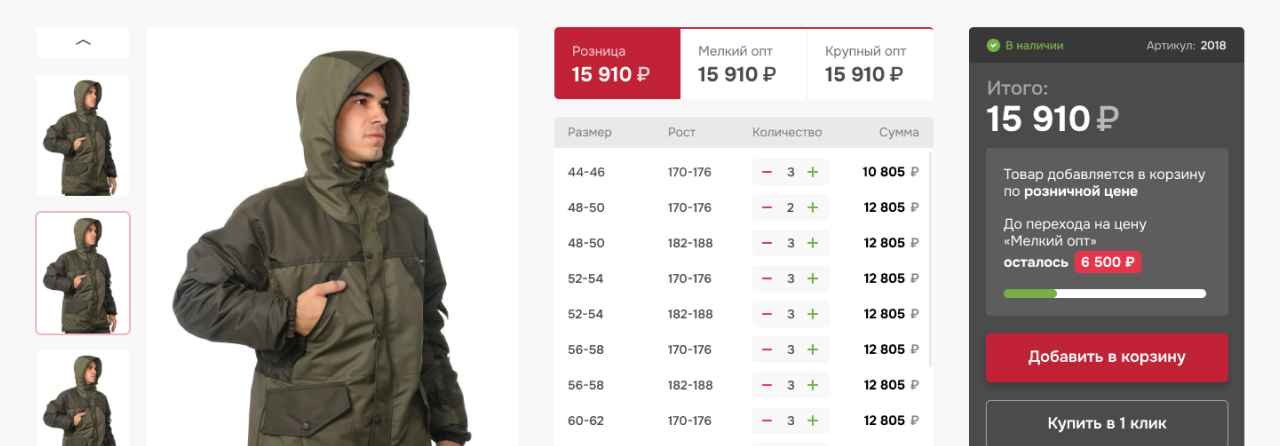 Розница
15 910 ₽
Мелкий опт
15 910 ₽
Крупный опт
15 910 ₽
Размер Рост Количество Сумма
44-46 170-176 − 3 + 10 805 ₽
48-50 170-176 − 2 + 12 805 ₽
48-50 182-188 − 3 + 12 805 ₽
52-54 170-176 − 3 + 12 805 ₽
52-54 182-188 − 3 + 12 805 ₽
56-58 170-176 − 3 + 12 805 ₽
56-58 182-188 − 3 + 12 805 ₽
60-62 170-176 − 3 + 12 805 ₽
В наличии Артикул: 2018
Итого:
15 910 ₽
Товар добавляется в корзину
по розничной цене
До перехода на цену
«Мелкий опт»
осталось 6 500 ₽
Добавить в корзину
Купить в 1 клик